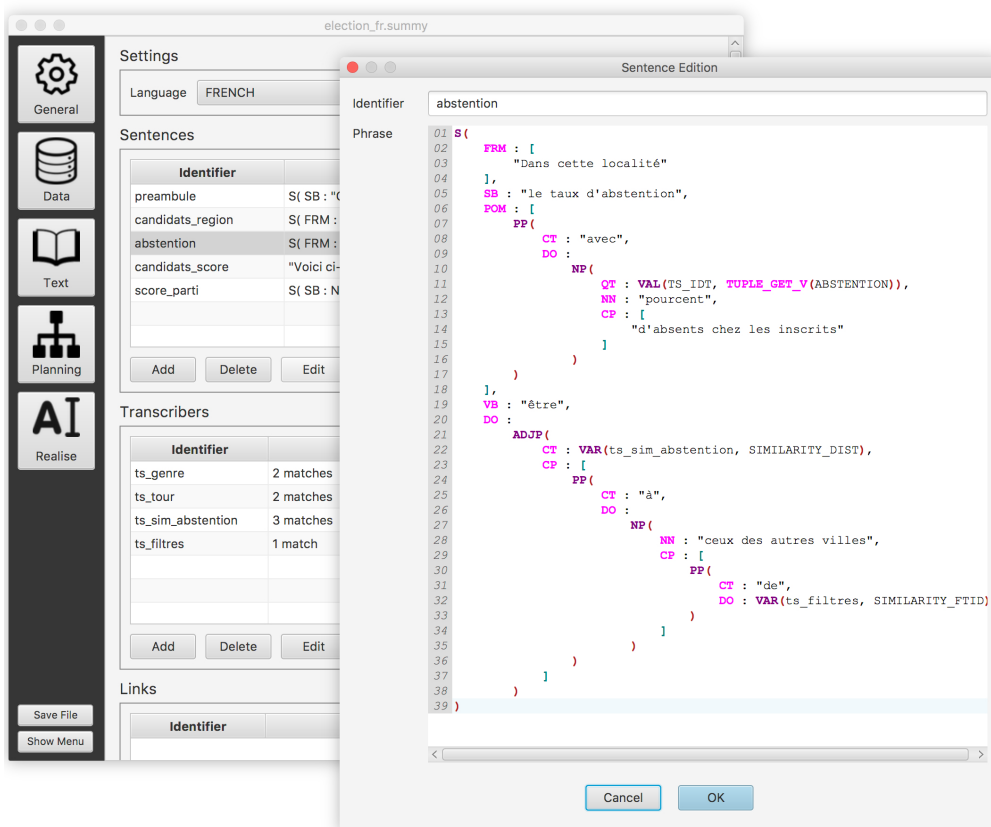 election_fr.summy
General
Data
Text
Planning
Realise
Save File
Show Menu
Settings
Language FRENCH
Sentences
Identifier
preambule S( SB : "
candidats_region S( FRM :
abstention S( FRM :
candidats_score "Voici ci-
score_parti S( SB : N
Add Delete Edit
Transcribers
Identifier
ts_genre 2 matches
ts_tour 2 matches
ts_sim_abstention 3 matches
ts_filtres 1 match
Add Delete Edit
Links
Identifier
Sentence Edition
Identifier abstention
Phrase
01 S(
02 FRM : [
03 "Dans cette localité"
04 ],
05 SB : "le taux d'abstention",
06 POM : [
07 PP(
08 CT : "avec",
09 DO :
10 NP(
11 QT : VAL(TS_IDT, TUPLE_GET_V(ABSTENTION)),
12 NN : "pourcent",
13 CP : [
14 "d'absents chez les inscrits"
15 ]
16 )
17 )
18 ],
19 VB : "être",
20 DO :
21 ADJP(
22 CT : VAR(ts_sim_abstention, SIMILARITY_DIST),
23 CP : [
24 PP(
25 CT : "à",
26 DO :
27 NP(
28 NN : "ceux des autres villes",
29 CP : [
30 PP(
31 CT : "de",
32 DO : VAR(ts_filtres, SIMILARITY_FTID)
33 )
34 ]
35 )
36 )
37 ]
38 )
39 )
Cancel OK